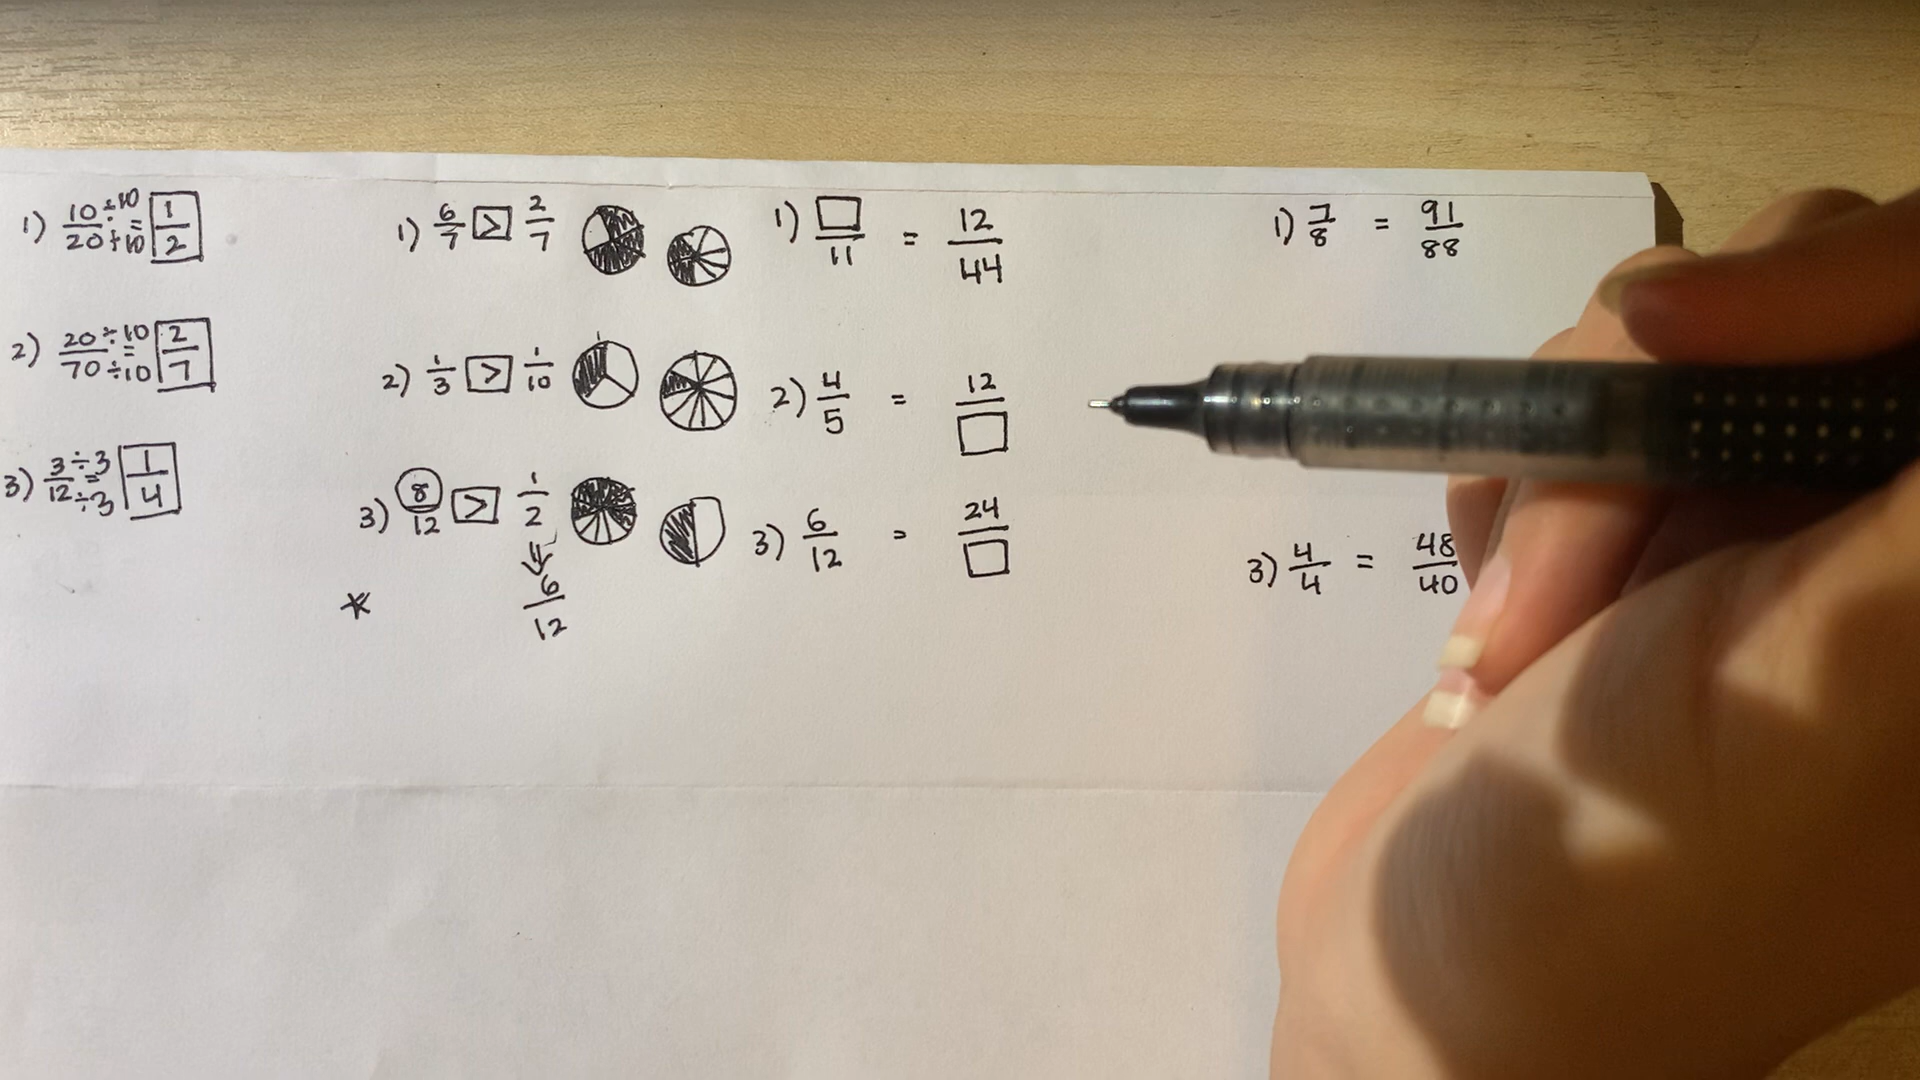 1) 10/20 ÷10/÷10 = 1/2
2) 20/70 ÷10/÷10 = 2/7
3) 3/12 ÷3/÷3 = 1/4
1) 6/7 > 2/7
2) 1/3 > 1/10
3) 8/12 > 1/2
6/12
*
1) □/11 = 12/44
2) 4/5 = 12/□
3) 6/12 = 24/□
1) 7/8 = 91/88
3) 4/4 = 48/40